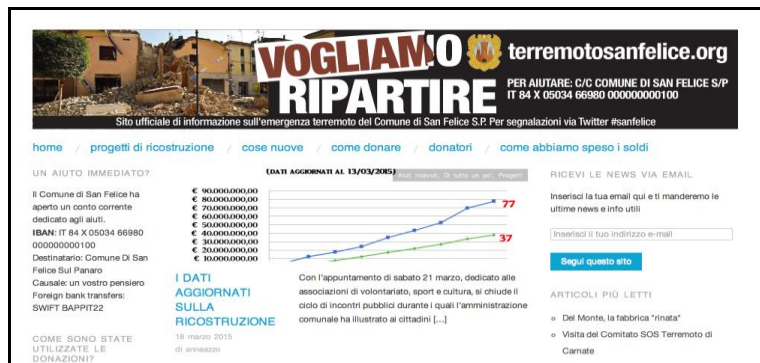 VOGLIAMO
RIPARTIRE
terremotosanfelice.org
PER AIUTARE: C/C COMUNE DI SAN FELICE S/P
IT 84 X 05034 66980 000000000100
Sito ufficiale di informazione sull'emergenza terremoto del Comune di San Felice S.P. Per segnalazioni via Twitter #sanfelice
home / progetti di ricostruzione / cose nuove / come donare / donatori / come abbiamo speso i soldi
UN AIUTO IMMEDIATO?
Il Comune di San Felice ha
aperto un conto corrente
dedicato agli aiuti.
IBAN: IT 84 X 05034 66980
000000000100
Destinatario: Comune Di San
Felice Sul Panaro
Causale: un vostro pensiero
Foreign bank transfers:
SWIFT BAPPIT22
COME SONO STATE
UTILIZZATE LE
DONAZIONI?
(DATI AGGIORNATI AL 13/03/2015)
Aiuti ricevuti, Di tutto un po', Progetti
€ 90.000.000,00
€ 80.000.000,00
€ 70.000.000,00
€ 60.000.000,00
€ 50.000.000,00
€ 40.000.000,00
€ 30.000.000,00
€ 20.000.000,00
€ 10.000.000,00
77
37
I DATI
AGGIORNATI
SULLA
RICOSTRUZIONE
18 marzo 2015
di annaazzo
Con l'appuntamento di sabato 21 marzo, dedicato alle
associazioni di volontariato, sport e cultura, si chiude il
ciclo di incontri pubblici durante i quali l'amministrazione
comunale ha illustrato ai cittadini [...]
RICEVI LE NEWS VIA EMAIL
Inserisci la tua email qui e ti manderemo le
ultime news e info utili
Inserisci il tuo indirizzo e-mail
Segui questo sito
ARTICOLI PIÙ LETTI
Del Monte, la fabbrica "rinata"
Visita del Comitato SOS Terremoto di
Carnate